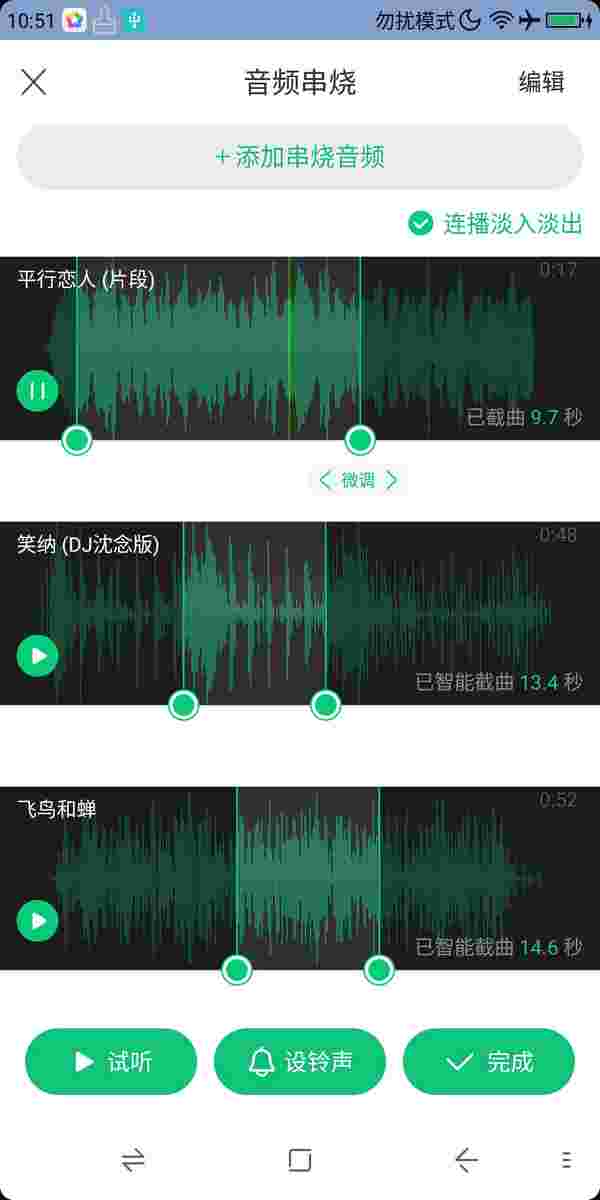 10:51
勿扰模式
音频串烧
编辑
+添加串烧音频
连播淡入淡出
平行恋人 (片段)
0:17
已截曲 9.7 秒
微调
笑纳 (DJ沈念版)
0:48
已智能截曲 13.4 秒
飞鸟和蝉
0:52
已智能截曲 14.6 秒
试听
设铃声
完成